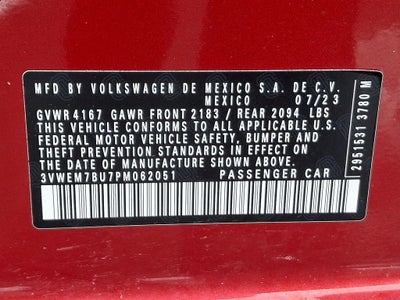 MFD BY VOLKSWAGEN DE MEXICO S.A. DE C.V.
MEXICO 07/23
GVWR 4167 GAWR FRONT 2183 / REAR 2094 LBS
THIS VEHICLE CONFORMS TO ALL APPLICABLE U.S.
FEDERAL MOTOR VEHICLE SAFETY, BUMPER AND
THEFT PREVENTION STANDARDS IN EFFECT ON
THE DATE OF MANUFACTURE SHOWN ABOVE.
3VWEM7BU7PM062051 PASSENGER CAR
2951531 3780 M